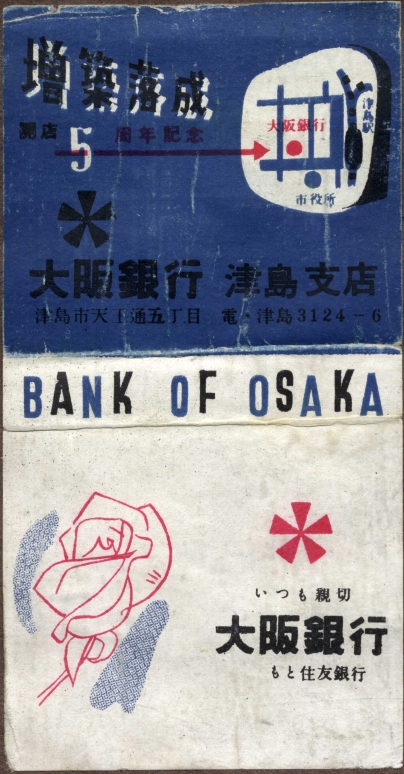 増築落成
開店5周年記念
大阪銀行
津島駅
市役所
大阪銀行 津島支店
津島市天王通五丁目 電・津島3124-6
BANK OF OSAKA
いつも親切
大阪銀行
もと住友銀行